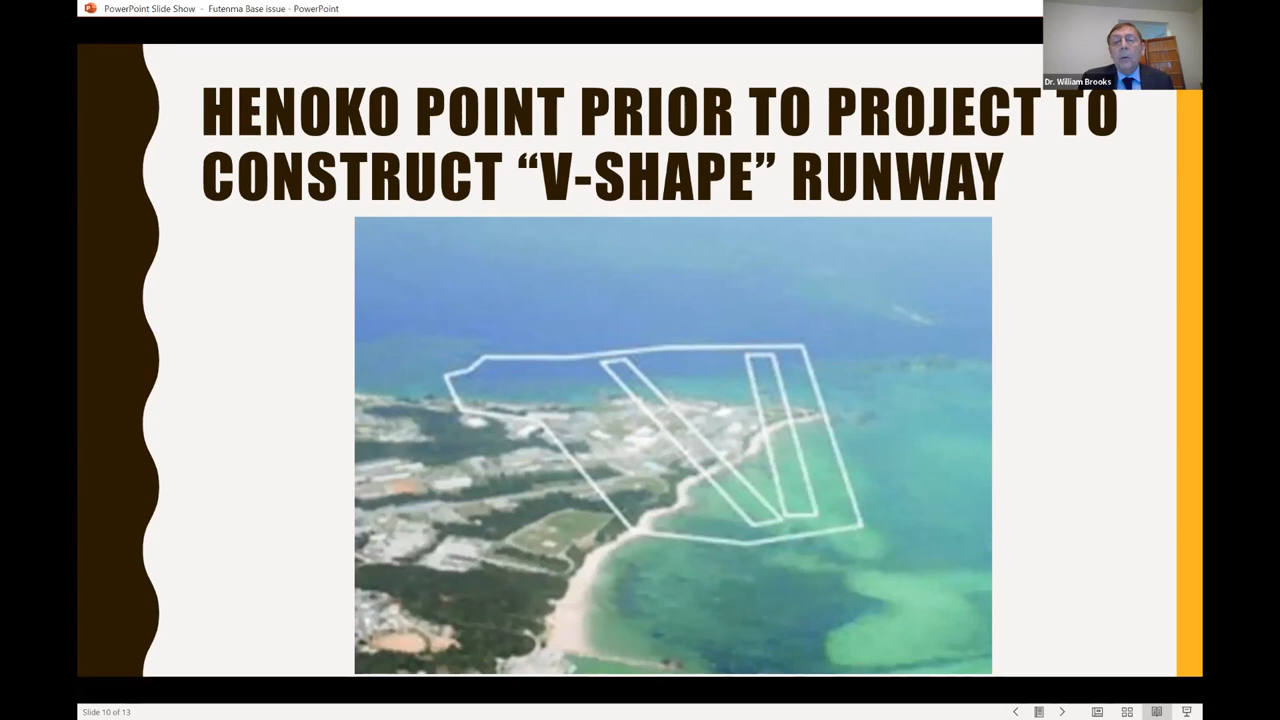 PowerPoint Slide Show - Futenma Base issue - PowerPoint
Dr. William Brooks
HENOKO POINT PRIOR TO PROJECT TO
CONSTRUCT “V-SHAPE” RUNWAY
Slide 10 of 13